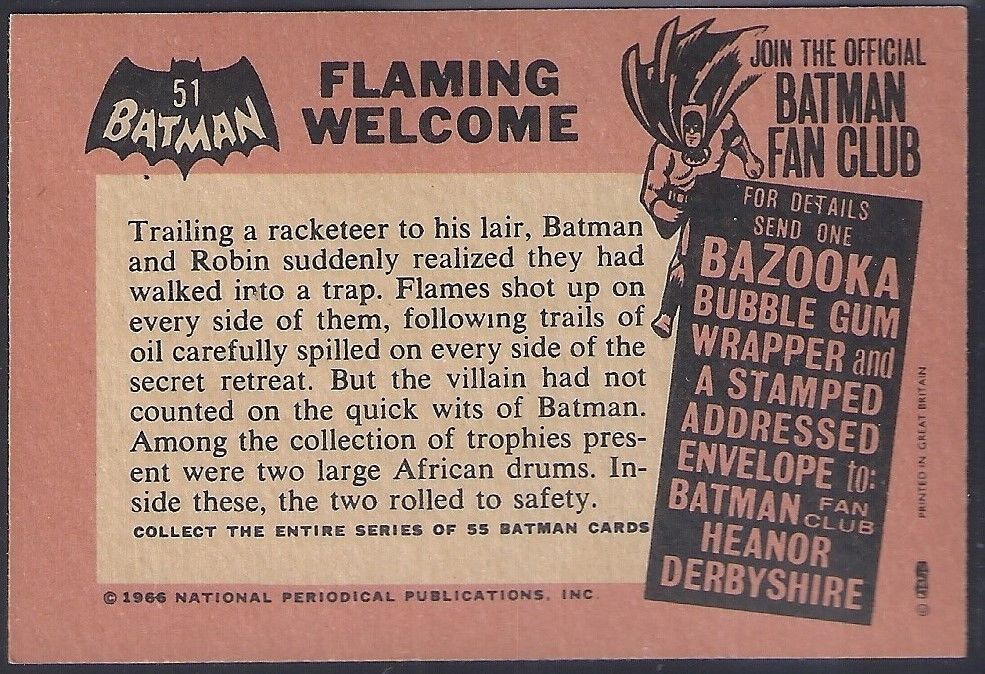 51
BATMAN
FLAMING
WELCOME
Trailing a racketeer to his lair, Batman
and Robin suddenly realized they had
walked into a trap. Flames shot up on
every side of them, following trails of
oil carefully spilled on every side of the
secret retreat. But the villain had not
counted on the quick wits of Batman.
Among the collection of trophies pres-
ent were two large African drums. In-
side these, the two rolled to safety.
COLLECT THE ENTIRE SERIES OF 55 BATMAN CARDS
© 1966 NATIONAL PERIODICAL PUBLICATIONS, INC
JOIN THE OFFICIAL
BATMAN
FAN CLUB
FOR DETAILS
SEND ONE
BAZOOKA
BUBBLE GUM
WRAPPER and
A STAMPED
ADDRESSED
ENVELOPE to:
BATMAN FAN CLUB
HEANOR
DERBYSHIRE
PRINTED IN GREAT BRITAIN
©